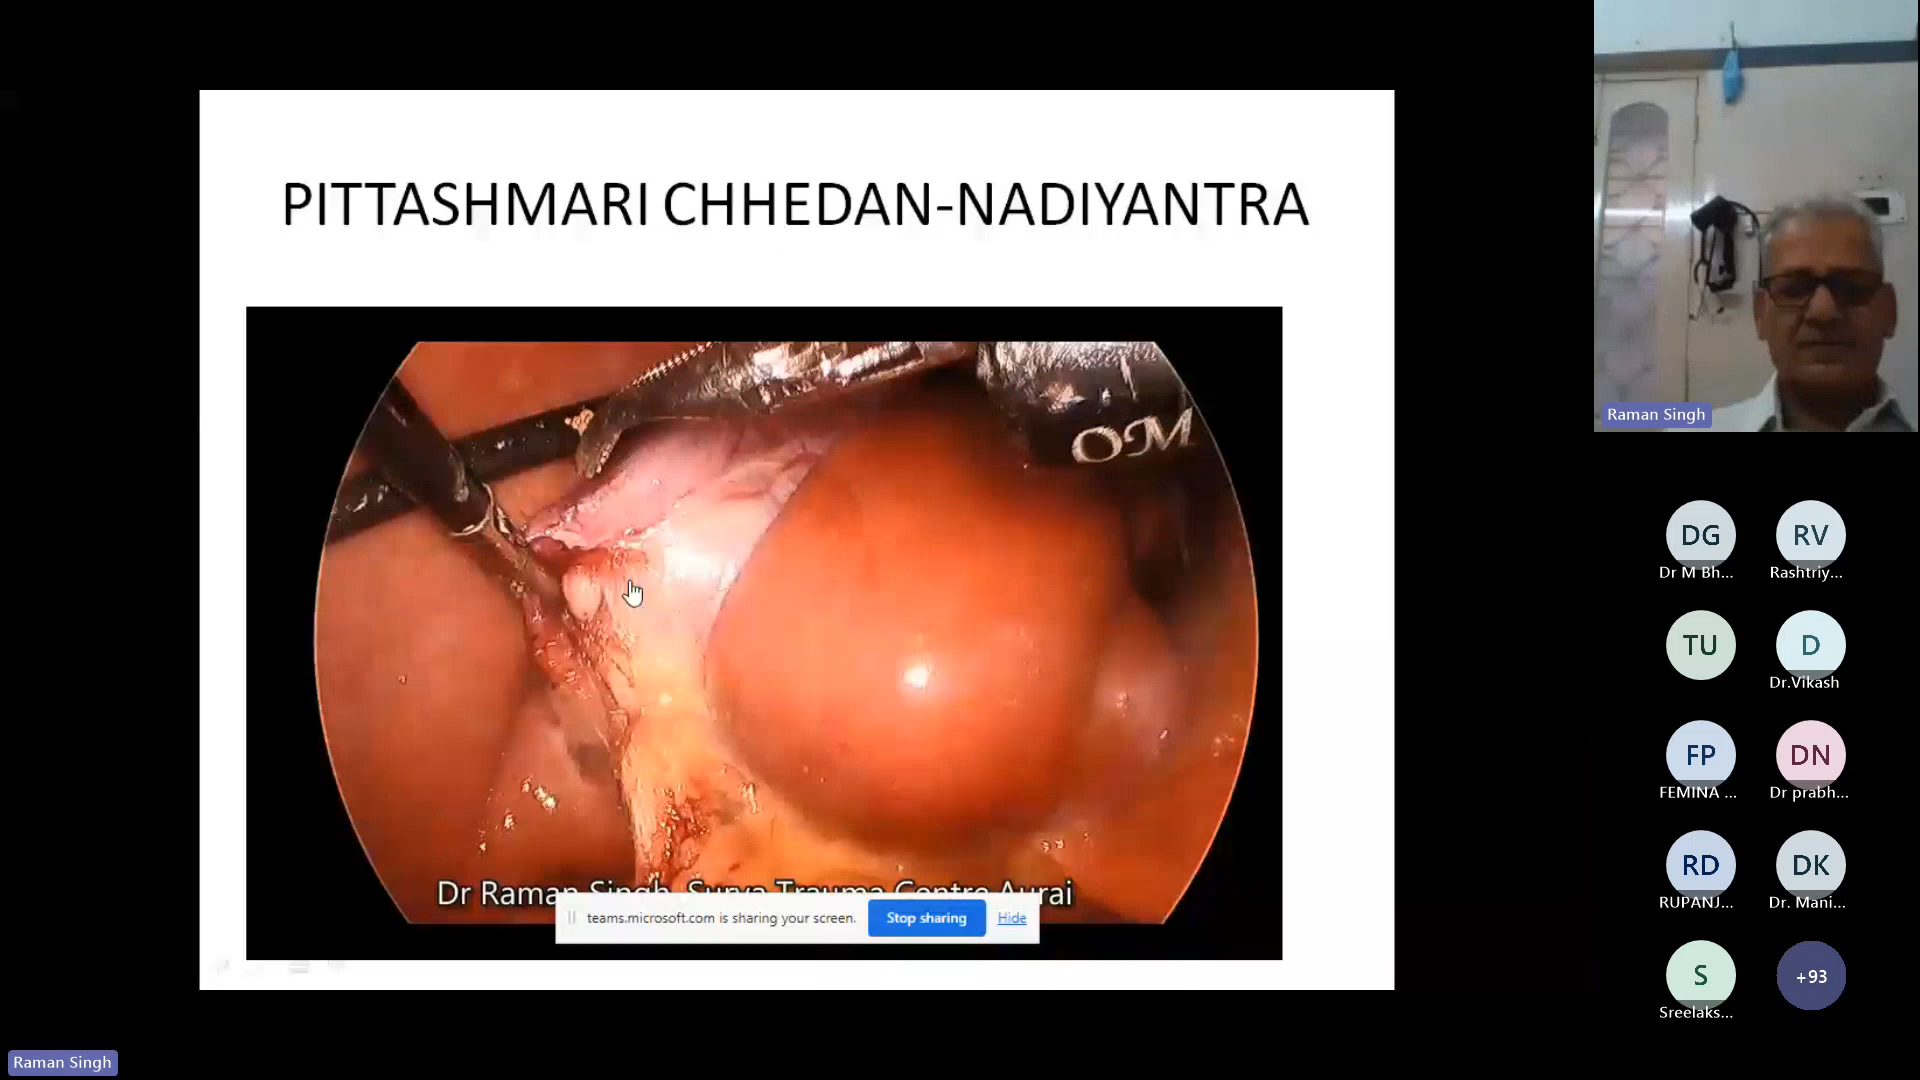 PITTASHMARI CHHEDAN-NADIYANTRA
OM
Dr Raman Singh, Surya Trauma Centre Aurai
teams.microsoft.com is sharing your screen.
Stop sharing
Hide
Raman Singh
DG
RV
Dr M Bh...
Rashtriy...
TU
D
Dr.Vikash
FP
DN
FEMINA ...
Dr prabh...
RD
DK
RUPANJ...
Dr. Mani...
S
+93
Sreelaks...
Raman Singh